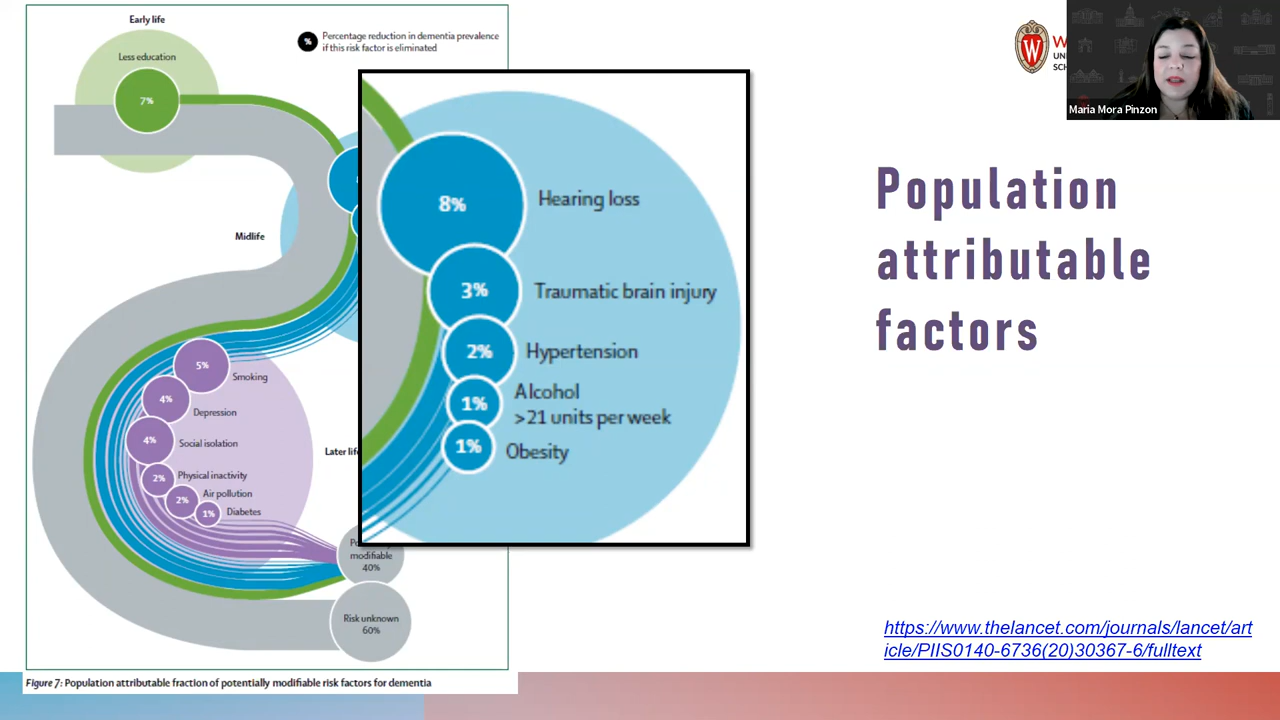 Early life
Less education
7%
%
Percentage reduction in dementia prevalence
if this risk factor is eliminated
Midlife
8%
Hearing loss
3%
Traumatic brain injury
2%
Hypertension
1%
Alcohol
>21 units per week
1%
Obesity
5%
Smoking
4%
Depression
4%
Social isolation
Later life
2%
Physical inactivity
2%
Air pollution
1%
Diabetes
modifiable
40%
Risk unknown
60%
Figure 7: Population attributable fraction of potentially modifiable risk factors for dementia
W
Maria Mora Pinzon
Population
attributable
factors
https://www.thelancet.com/journals/lancet/art
icle/PIIS0140-6736(20)30367-6/fulltext